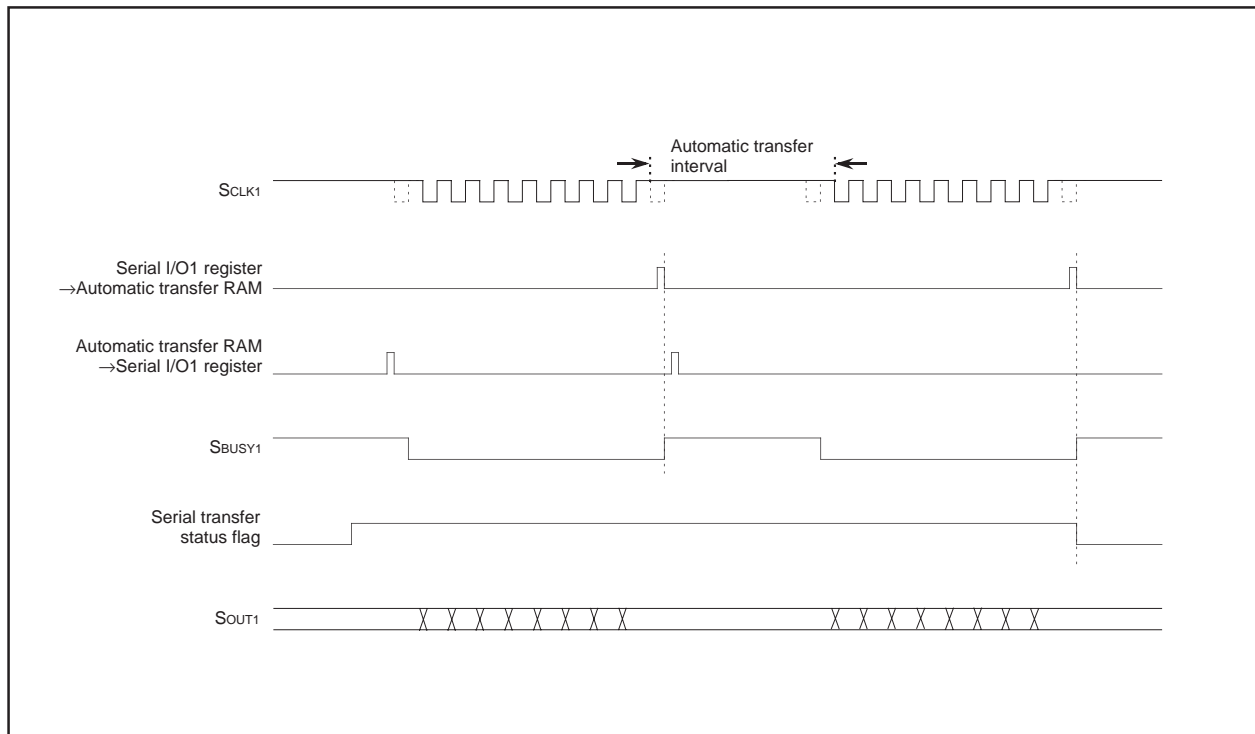 Automatic transfer
interval
SCLK1
Serial I/O1 register
→Automatic transfer RAM
Automatic transfer RAM
→Serial I/O1 register
SBUSY1
Serial transfer
status flag
SOUT1